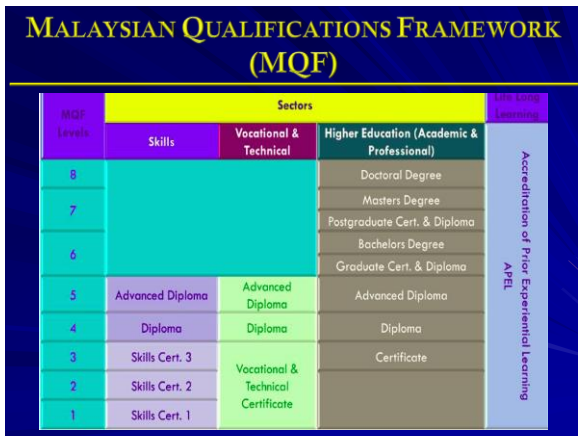 MALAYSIAN QUALIFICATIONS FRAMEWORK
(MQF)
MQF
Levels
Sectors
Life Long
Learning
Skills
Vocational &
Technical
Higher Education (Academic &
Professional)
8
Doctoral Degree
7
Masters Degree
Postgraduate Cert. & Diploma
6
Bachelors Degree
Graduate Cert. & Diploma
5
Advanced Diploma
Advanced
Diploma
Advanced Diploma
4
Diploma
Diploma
Diploma
3
Skills Cert. 3
Vocational &
Technical
Certificate
Certificate
2
Skills Cert. 2
1
Skills Cert. 1
Accreditation of Prior Experiential Learning
APEL